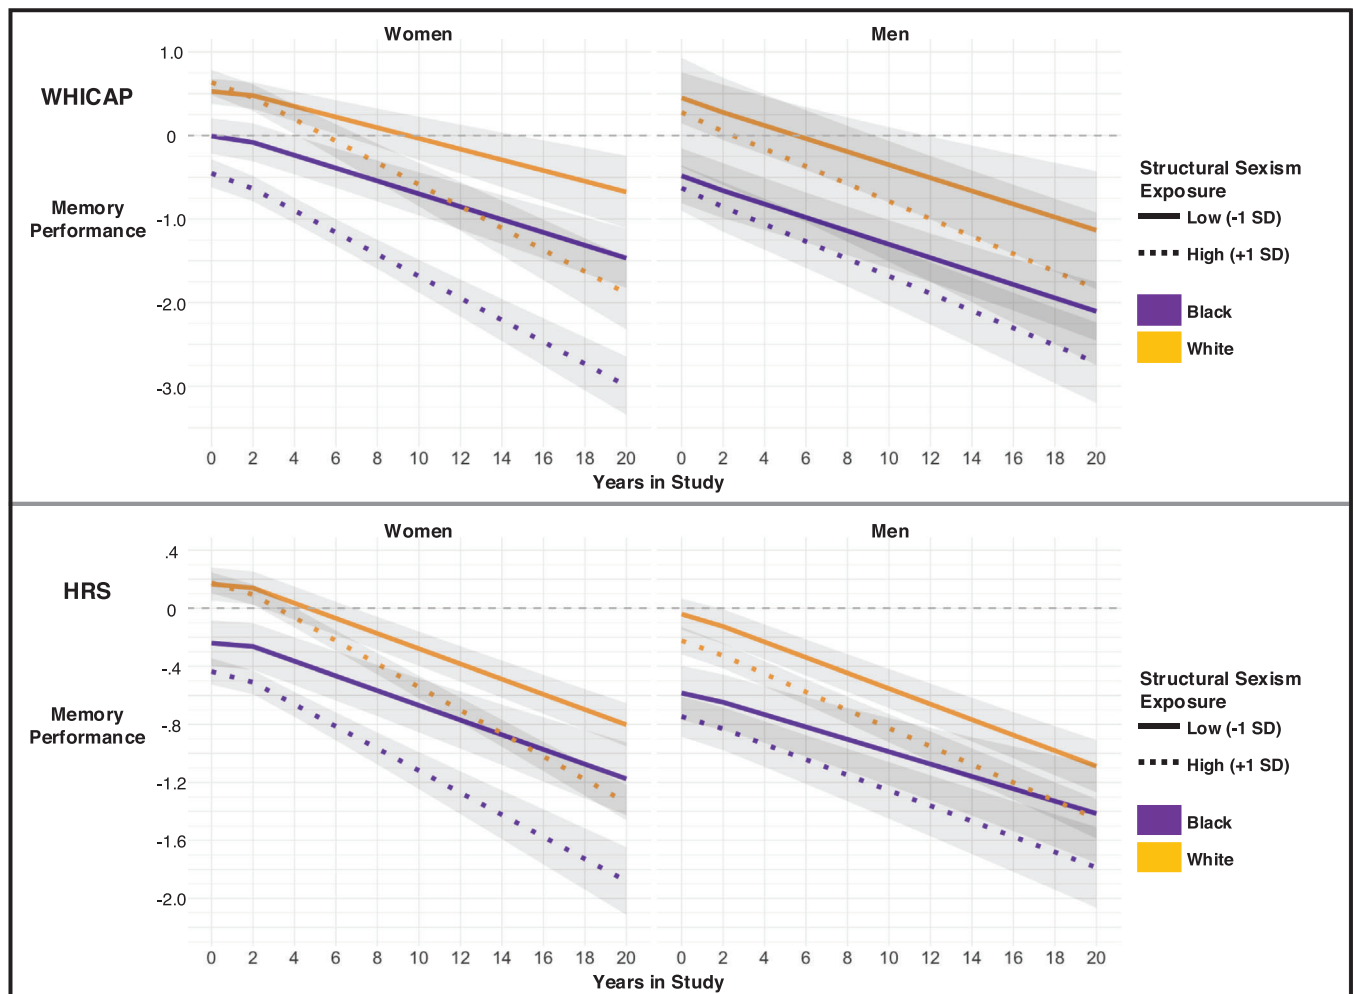 Women
Men
WHICAP
Memory
Performance
1.0
0
-1.0
-2.0
-3.0
0 2 4 6 8 10 12 14 16 18 20
0 2 4 6 8 10 12 14 16 18 20
Years in Study
Structural Sexism
Exposure
Low (-1 SD)
High (+1 SD)
Black
White
Women
Men
HRS
Memory
Performance
.4
0
-.4
-.8
-1.2
-1.6
-2.0
0 2 4 6 8 10 12 14 16 18 20
0 2 4 6 8 10 12 14 16 18 20
Years in Study
Structural Sexism
Exposure
Low (-1 SD)
High (+1 SD)
Black
White